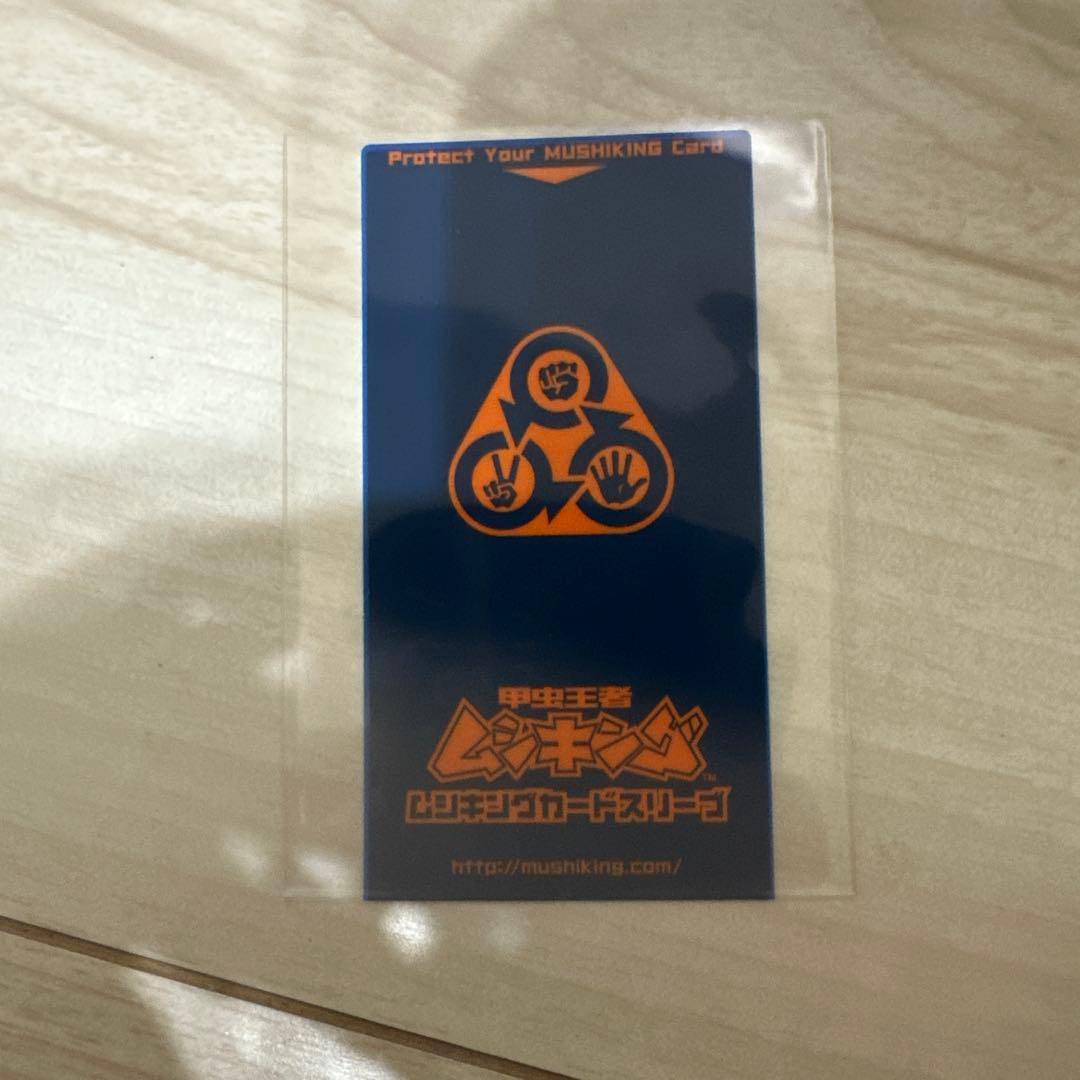 Protect Your MUSHIKING Card
甲虫王者
ムシキング
TM
ムシキングカードスリーブ
http://mushiking.com/